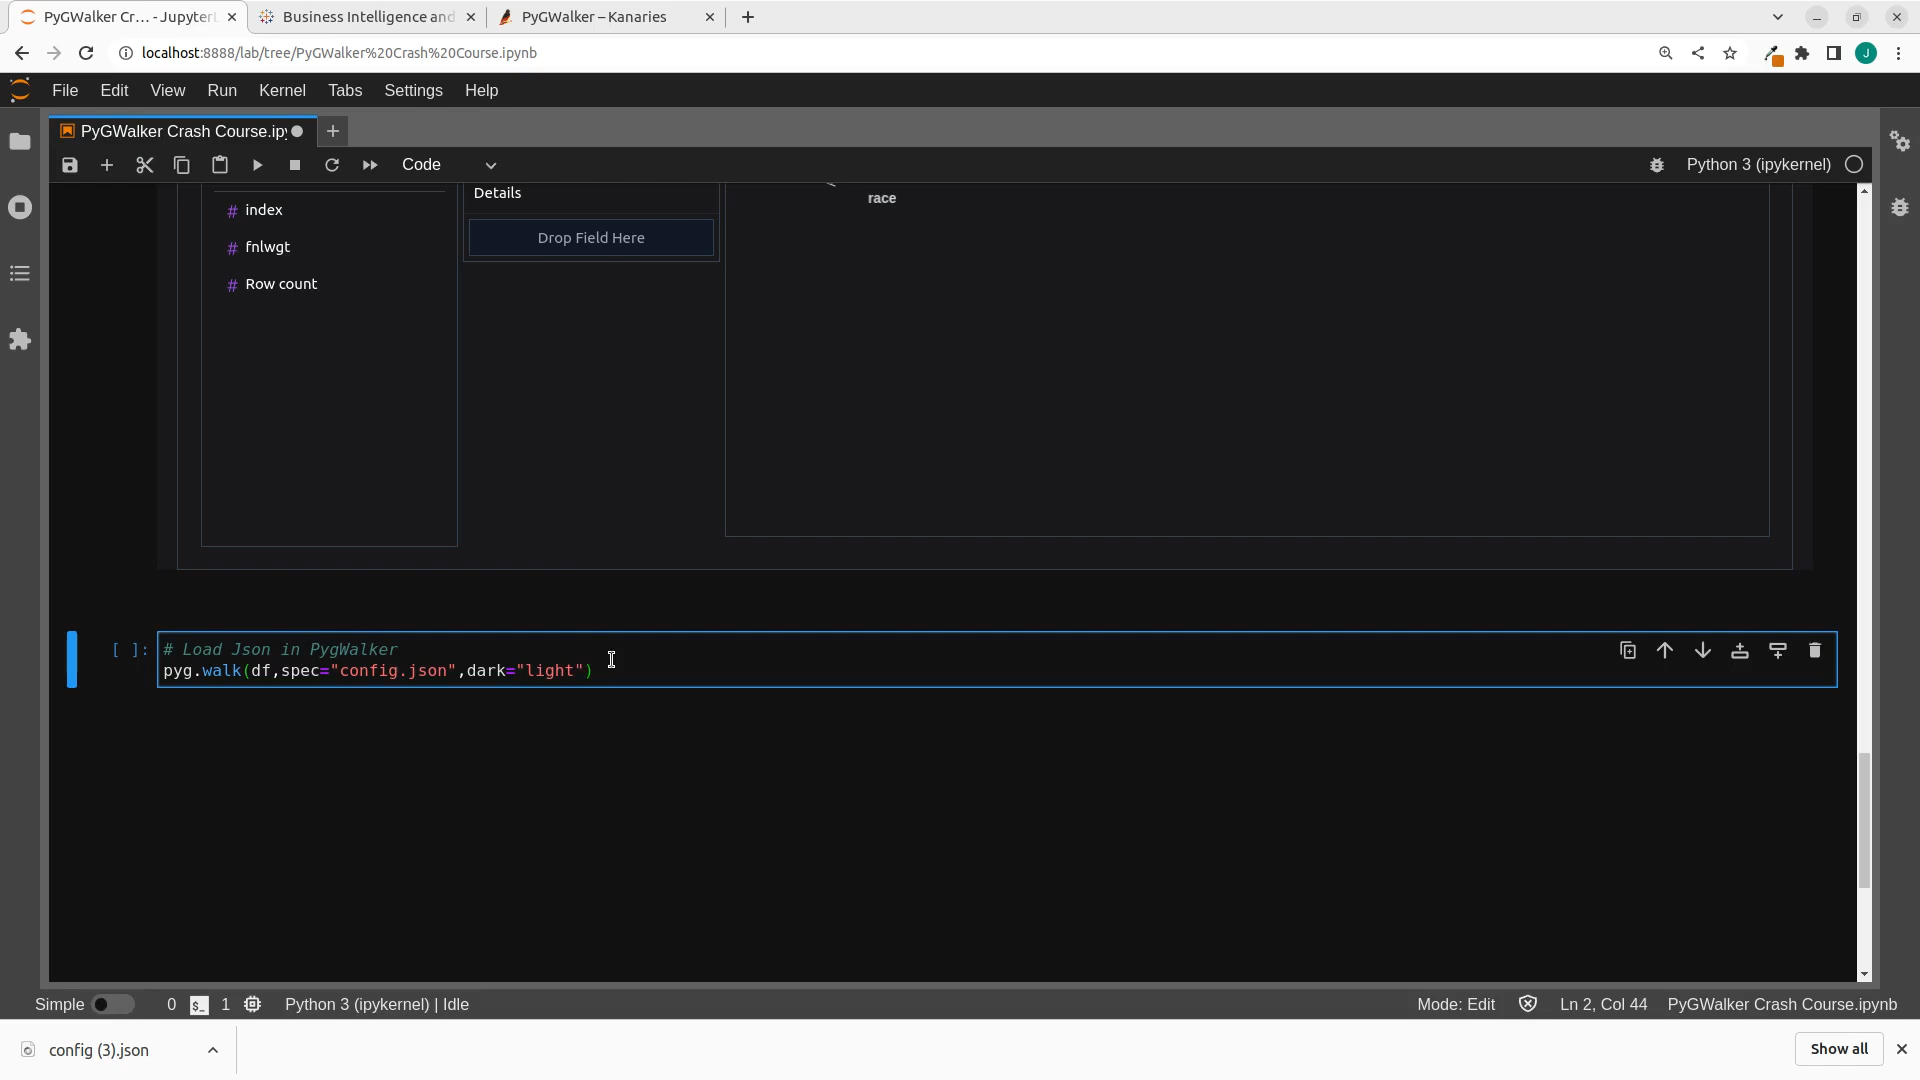 PyGWalker Cr... - JupyterL
Business Intelligence and
PyGWalker – Kanaries
localhost:8888/lab/tree/PyGWalker%20Crash%20Course.ipynb
J
File Edit View Run Kernel Tabs Settings Help
PyGWalker Crash Course.ipy
Code
Python 3 (ipykernel)
Details
race
# index
Drop Field Here
# fnlwgt
# Row count
[ ]:
# Load Json in PygWalker
pyg.walk(df,spec="config.json",dark="light")
Simple 0 $_ 1 Python 3 (ipykernel) | Idle
Mode: Edit Ln 2, Col 44 PyGWalker Crash Course.ipynb
config (3).json
Show all